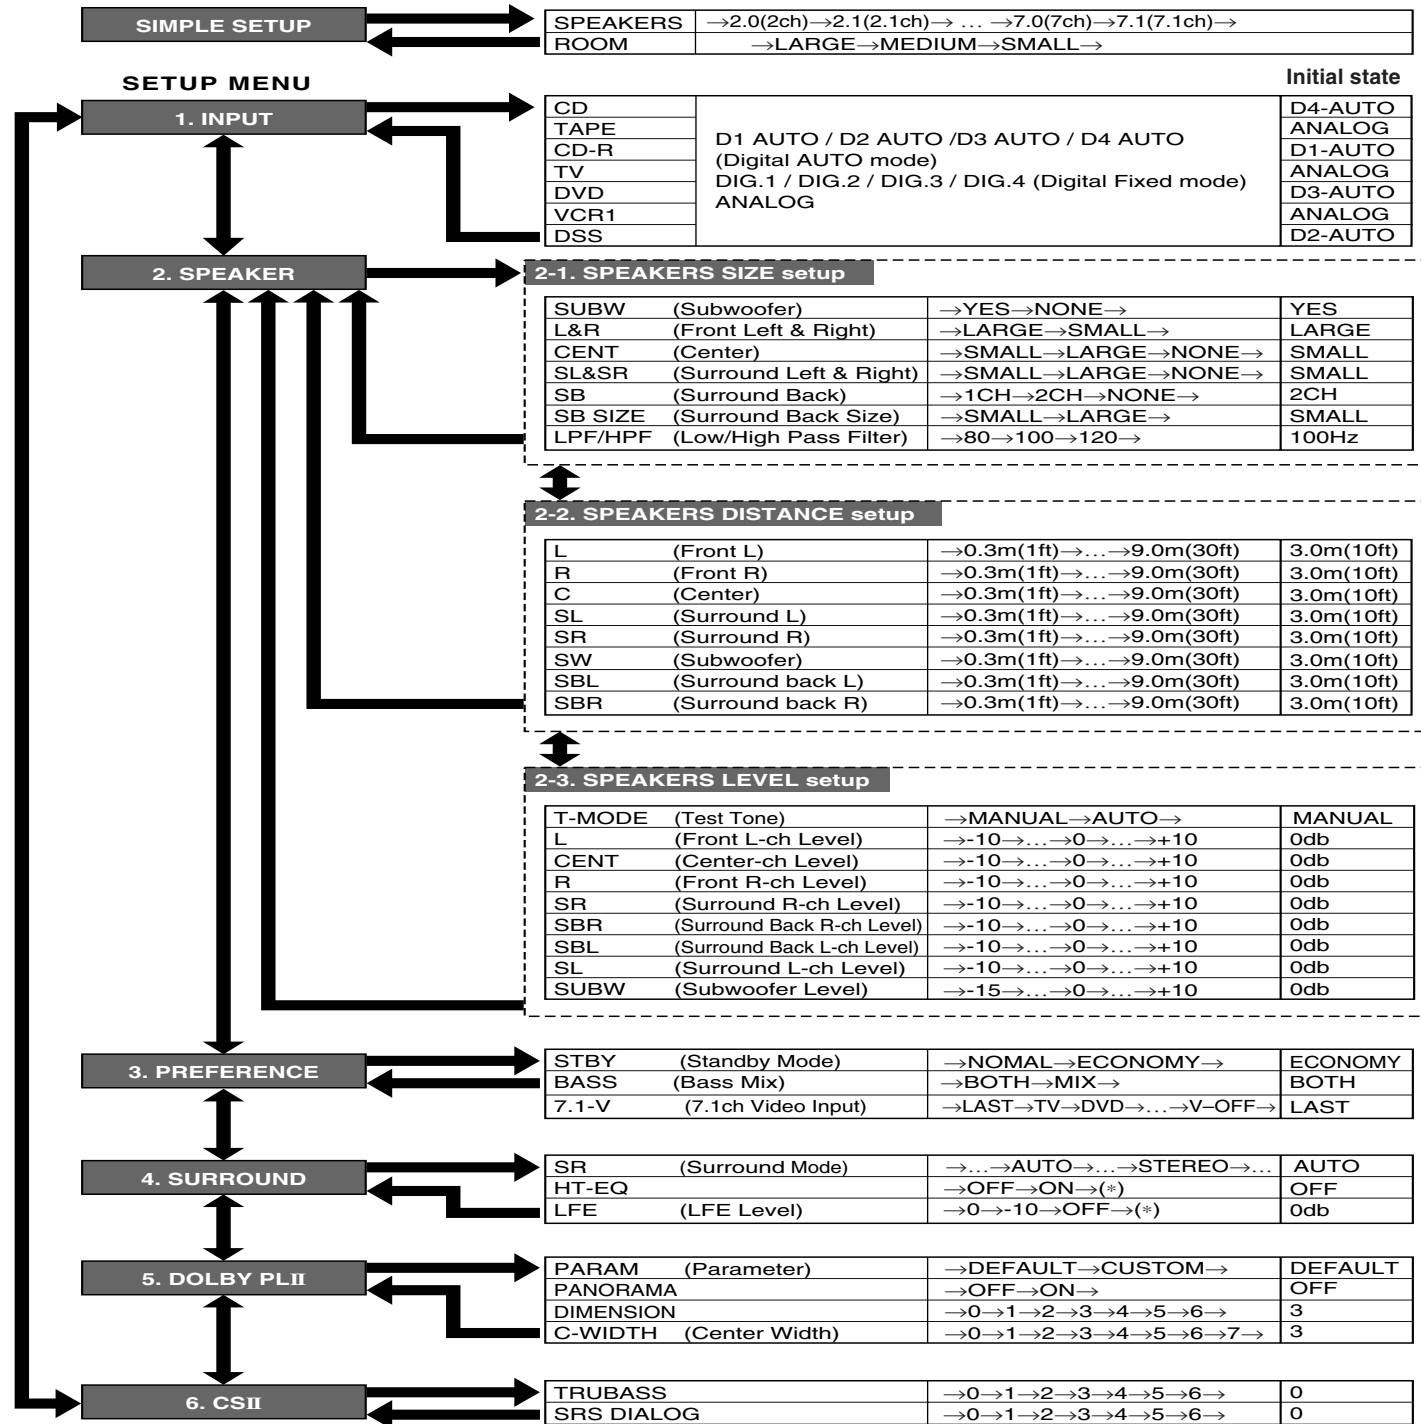 SIMPLE SETUP
SPEAKERS →2.0(2ch)→2.1(2.1ch)→ … →7.0(7ch)→7.1(7.1ch)→
ROOM →LARGE→MEDIUM→SMALL→
SETUP MENU
Initial state
1. INPUT
CD D4-AUTO
TAPE ANALOG
CD-R D1-AUTO
TV ANALOG
DVD D3-AUTO
VCR1 ANALOG
DSS D2-AUTO
D1 AUTO / D2 AUTO /D3 AUTO / D4 AUTO
(Digital AUTO mode)
DIG.1 / DIG.2 / DIG.3 / DIG.4 (Digital Fixed mode)
ANALOG
2. SPEAKER
2-1. SPEAKERS SIZE setup
SUBW (Subwoofer) →YES→NONE→ YES
L&R (Front Left & Right) →LARGE→SMALL→ LARGE
CENT (Center) →SMALL→LARGE→NONE→ SMALL
SL&SR (Surround Left & Right) →SMALL→LARGE→NONE→ SMALL
SB (Surround Back) →1CH→2CH→NONE→ 2CH
SB SIZE (Surround Back Size) →SMALL→LARGE→ SMALL
LPF/HPF (Low/High Pass Filter) →80→100→120→ 100Hz
2-2. SPEAKERS DISTANCE setup
L (Front L) →0.3m(1ft)→…→9.0m(30ft) 3.0m(10ft)
R (Front R) →0.3m(1ft)→…→9.0m(30ft) 3.0m(10ft)
C (Center) →0.3m(1ft)→…→9.0m(30ft) 3.0m(10ft)
SL (Surround L) →0.3m(1ft)→…→9.0m(30ft) 3.0m(10ft)
SR (Surround R) →0.3m(1ft)→…→9.0m(30ft) 3.0m(10ft)
SW (Subwoofer) →0.3m(1ft)→…→9.0m(30ft) 3.0m(10ft)
SBL (Surround back L) →0.3m(1ft)→…→9.0m(30ft) 3.0m(10ft)
SBR (Surround back R) →0.3m(1ft)→…→9.0m(30ft) 3.0m(10ft)
2-3. SPEAKERS LEVEL setup
T-MODE (Test Tone) →MANUAL→AUTO→ MANUAL
L (Front L-ch Level) →-10→…→0→…→+10 0db
CENT (Center-ch Level) →-10→…→0→…→+10 0db
R (Front R-ch Level) →-10→…→0→…→+10 0db
SR (Surround R-ch Level) →-10→…→0→…→+10 0db
SBR (Surround Back R-ch Level) →-10→…→0→…→+10 0db
SBL (Surround Back L-ch Level) →-10→…→0→…→+10 0db
SL (Surround L-ch Level) →-10→…→0→…→+10 0db
SUBW (Subwoofer Level) →-15→…→0→…→+10 0db
3. PREFERENCE
STBY (Standby Mode) →NOMAL→ECONOMY→ ECONOMY
BASS (Bass Mix) →BOTH→MIX→ BOTH
7.1-V (7.1ch Video Input) →LAST→TV→DVD→…→V–OFF→ LAST
4. SURROUND
SR (Surround Mode) →…→AUTO→…→STEREO→… AUTO
HT-EQ →OFF→ON→(*) OFF
LFE (LFE Level) →0→-10→OFF→(*) 0db
5. DOLBY PLII
PARAM (Parameter) →DEFAULT→CUSTOM→ DEFAULT
PANORAMA →OFF→ON→ OFF
DIMENSION →0→1→2→3→4→5→6→ 3
C-WIDTH (Center Width) →0→1→2→3→4→5→6→7→ 3
6. CSII
TRUBASS →0→1→2→3→4→5→6→ 0
SRS DIALOG →0→1→2→3→4→5→6→ 0